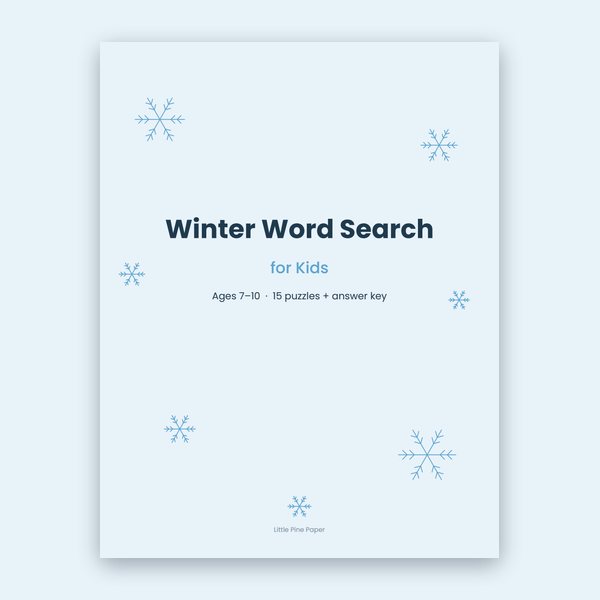 Winter Word Search
for Kids
Ages 7–10 · 15 puzzles + answer key
Little Pine Paper